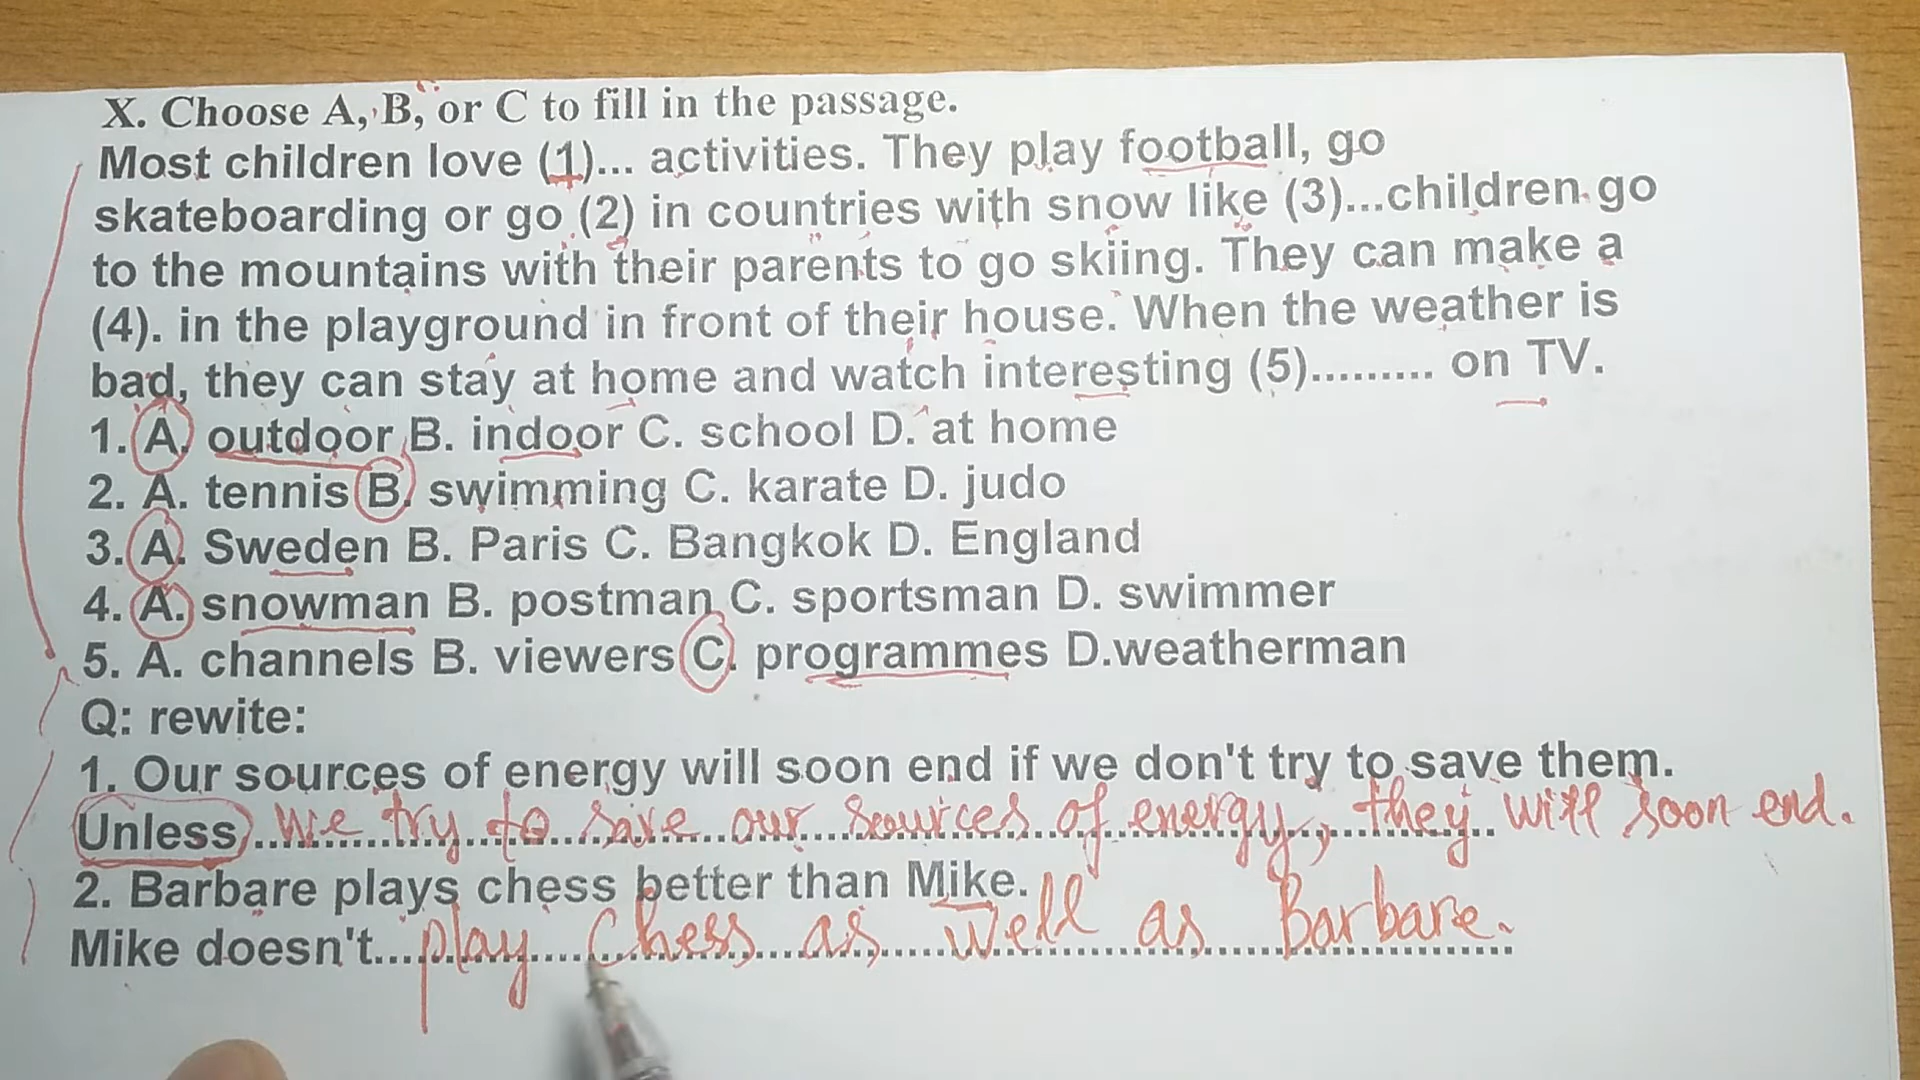 X. Choose A, B, or C to fill in the passage.
Most children love (1)... activities. They play football, go
skateboarding or go (2) in countries with snow like (3)...children go
to the mountains with their parents to go skiing. They can make a
(4). in the playground in front of their house. When the weather is
bad, they can stay at home and watch interesting (5)......... on TV.
1. A. outdoor B. indoor C. school D. at home
2. A. tennis B. swimming C. karate D. judo
3. A. Sweden B. Paris C. Bangkok D. England
4. A. snowman B. postman C. sportsman D. swimmer
5. A. channels B. viewers C. programmes D.weatherman
Q: rewite:
1. Our sources of energy will soon end if we don't try to save them.
Unless we try to save our sources of energy, they will soon end.
2. Barbare plays chess better than Mike.
Mike doesn't... play chess as well as Barbare.